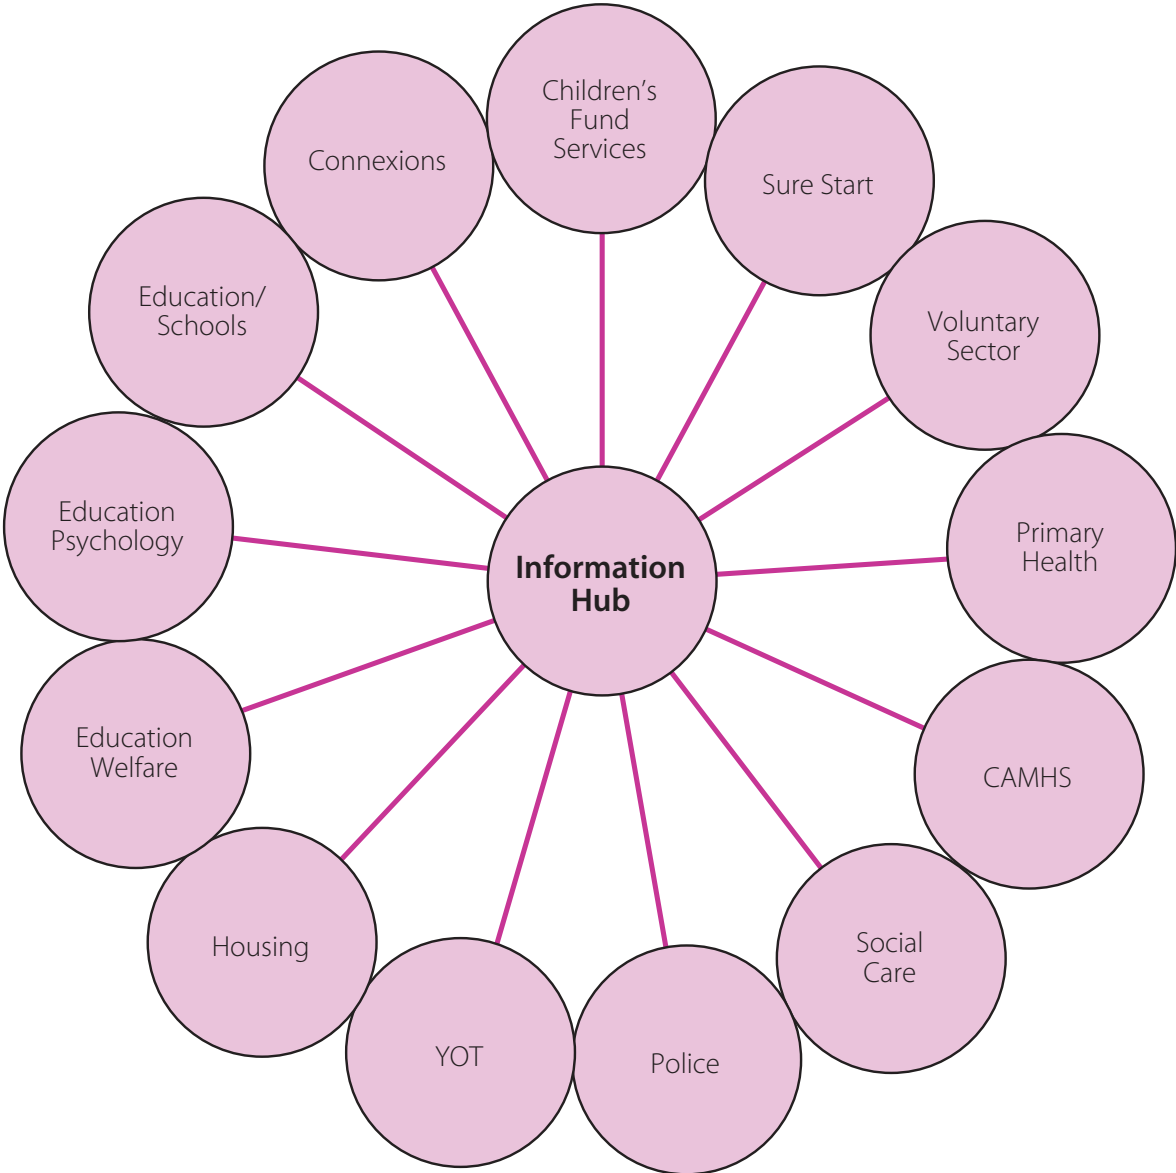 Children's
Fund
Services
Sure Start
Voluntary
Sector
Primary
Health
CAMHS
Social
Care
Police
YOT
Housing
Education
Welfare
Education
Psychology
Education/
Schools
Connexions
Information
Hub